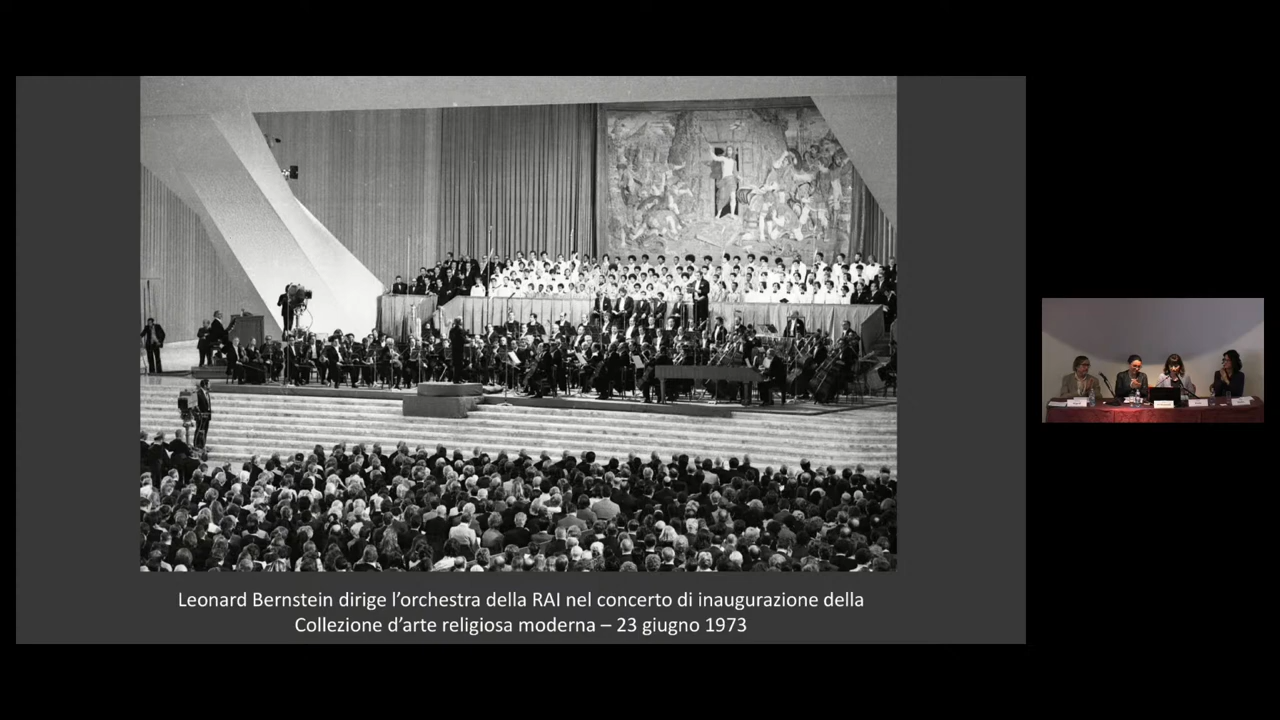 Leonard Bernstein dirige l’orchestra della RAI nel concerto di inaugurazione della
Collezione d’arte religiosa moderna – 23 giugno 1973